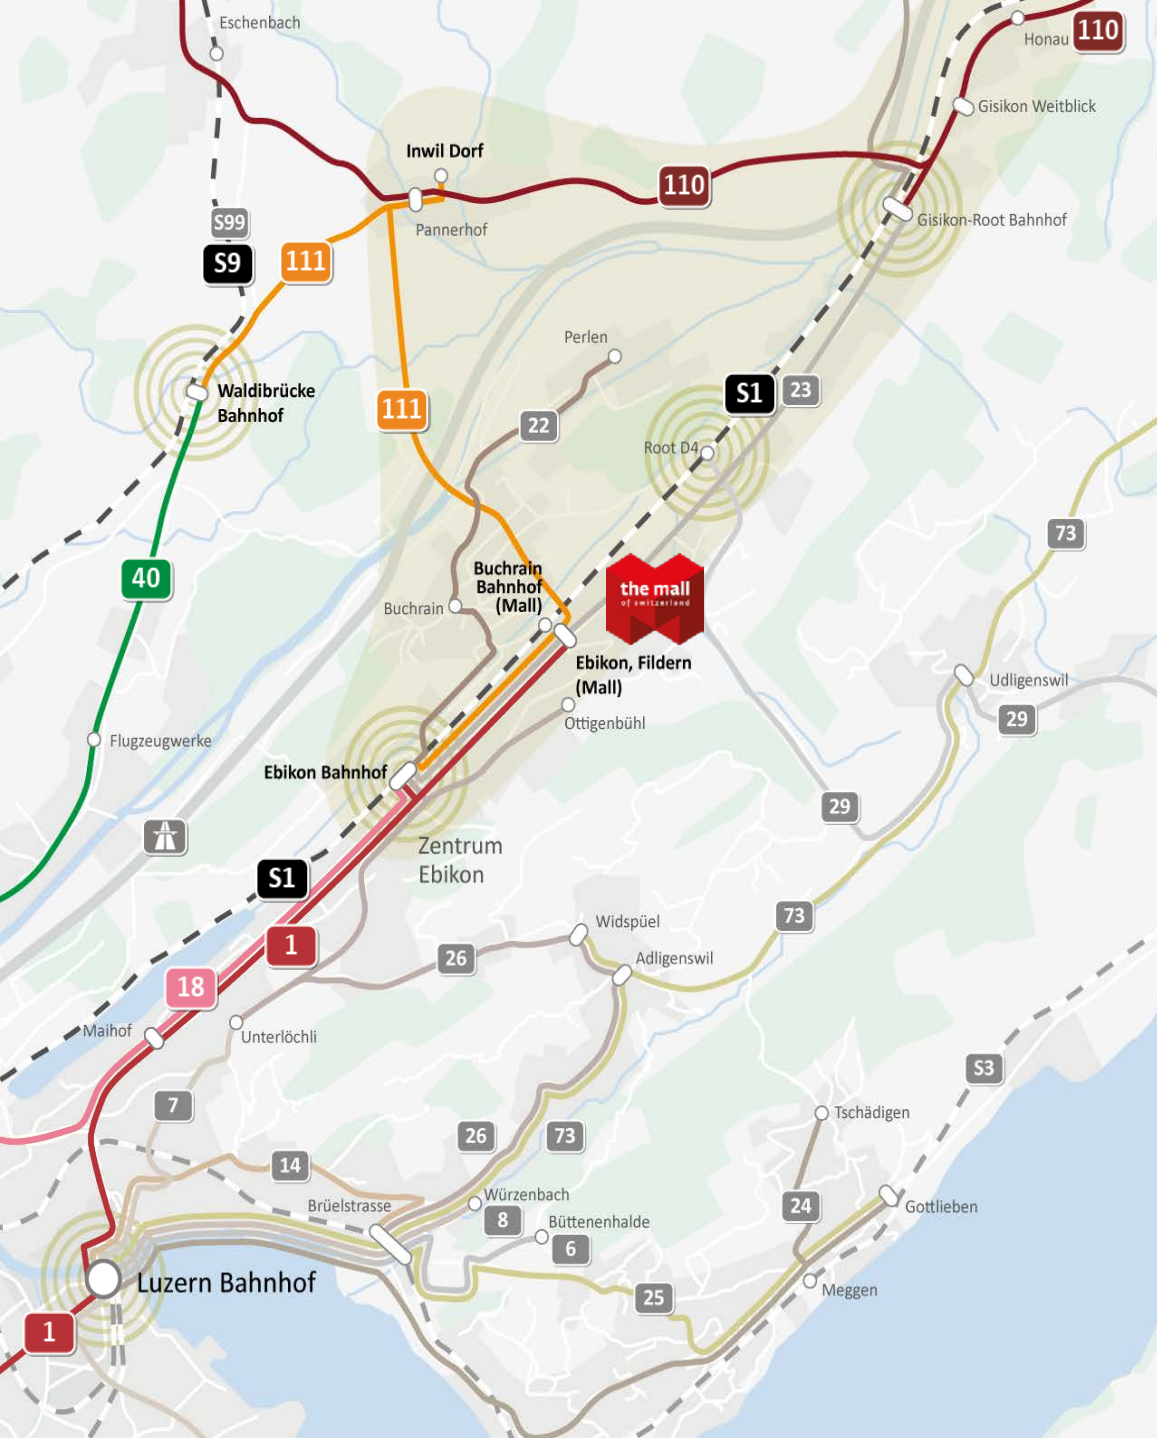 Eschenbach
110
Honau
Gisikon Weitblick
Inwil Dorf
110
Pannerhof
Gisikon-Root Bahnhof
S99
S9
111
Perlen
Waldibrücke
Bahnhof
111
S1
23
22
Root D4
73
40
Buchrain
Bahnhof
(Mall)
the mall
of switzerland
Buchrain
Ebikon, Fildern
(Mall)
Udligenswil
29
Ottigenbühl
Flugzeugwerke
Ebikon Bahnhof
29
Zentrum
Ebikon
S1
73
Widspüel
1
26
Adligenswil
18
Maihof
Unterlöchli
S3
7
Tschädigen
26
73
14
Würzenbach
Brüelstrasse
8
Büttenenhalde
6
24
Gottlieben
Luzern Bahnhof
25
Meggen
1